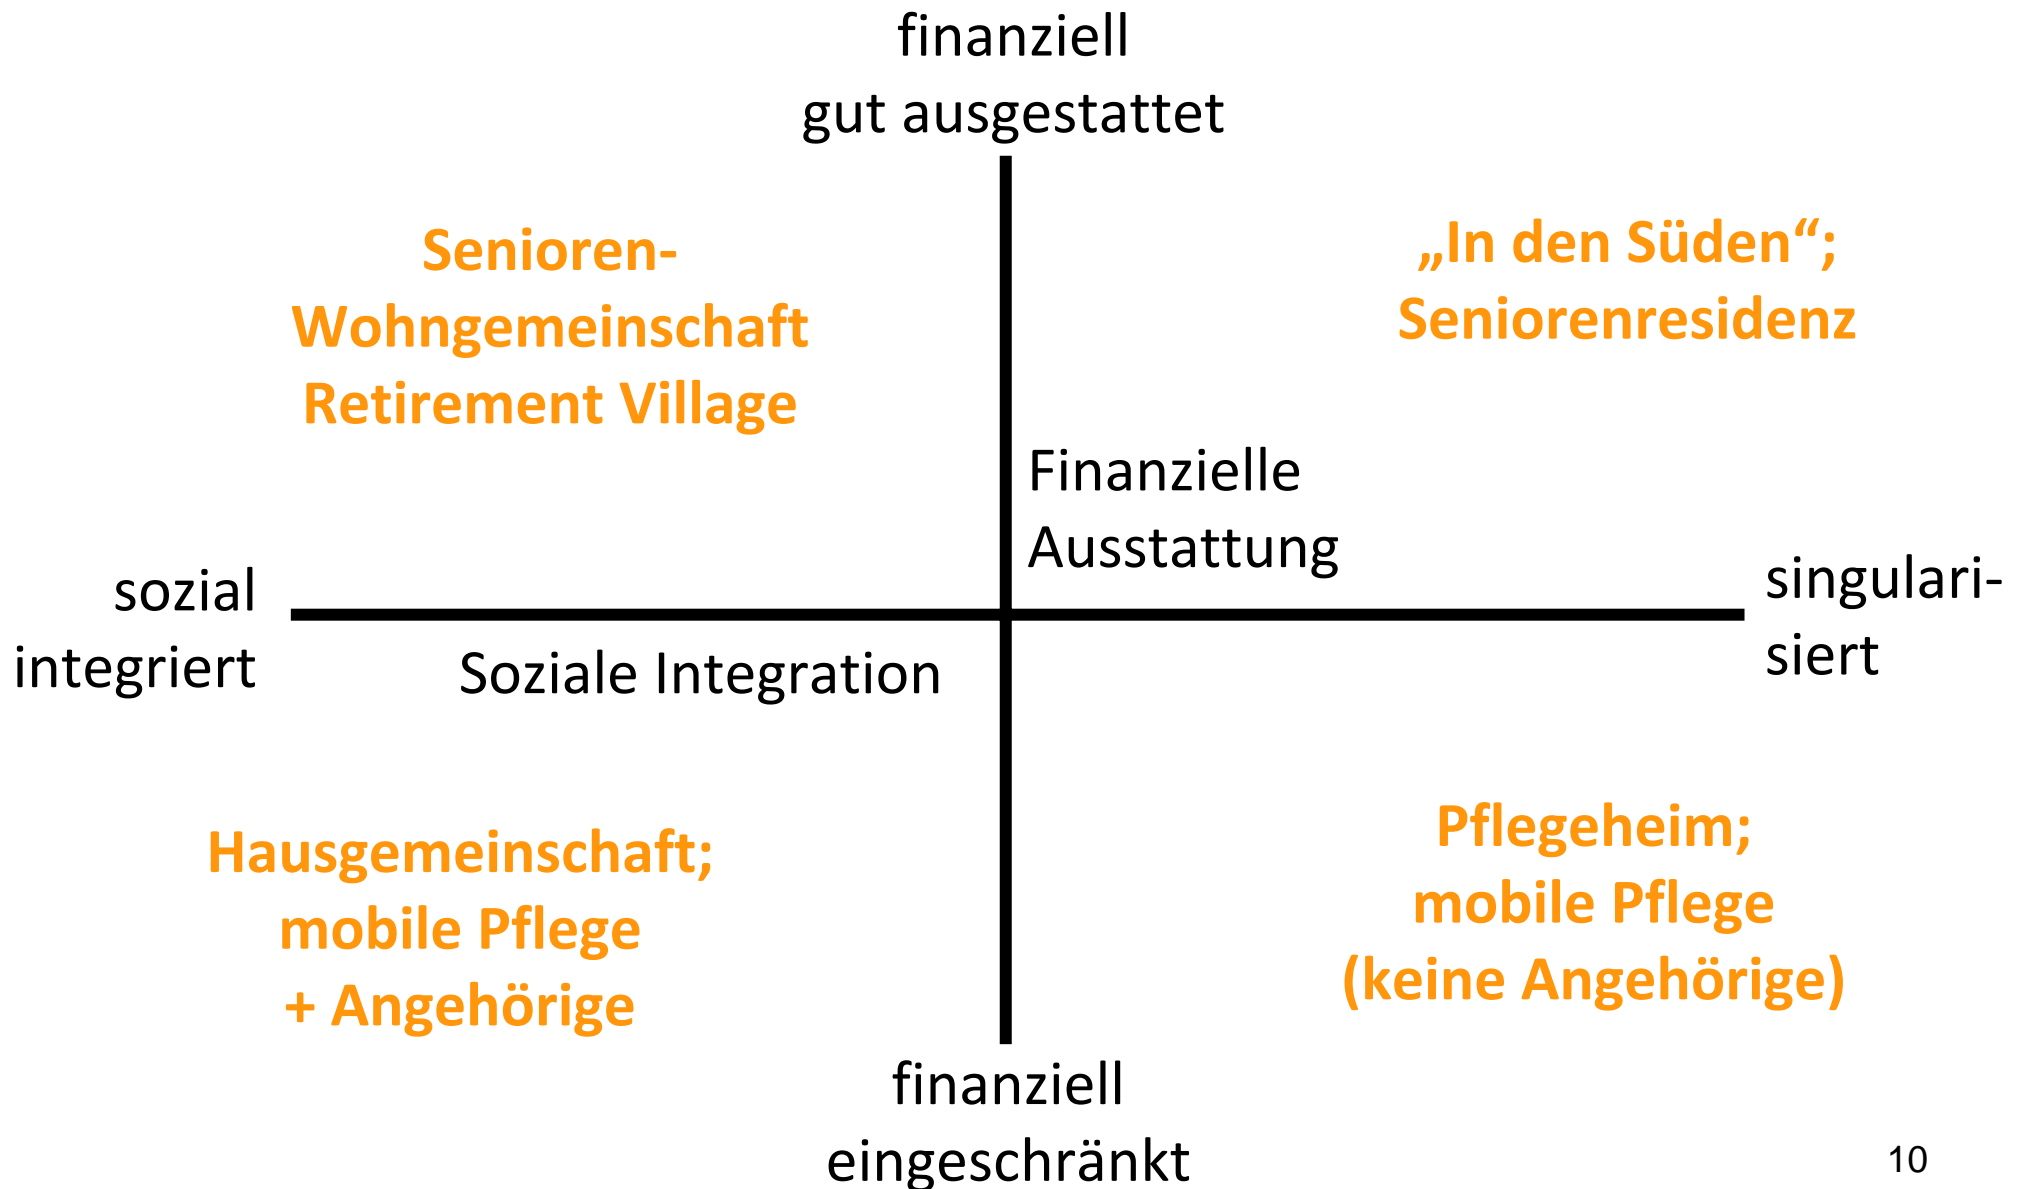 finanziell
gut ausgestattet
Senioren-
Wohngemeinschaft
Retirement Village
„In den Süden“;
Seniorenresidenz
Finanzielle
Ausstattung
sozial
integriert
Soziale Integration
singulari-
siert
Hausgemeinschaft;
mobile Pflege
+ Angehörige
Pflegeheim;
mobile Pflege
(keine Angehörige)
finanziell
eingeschränkt
10